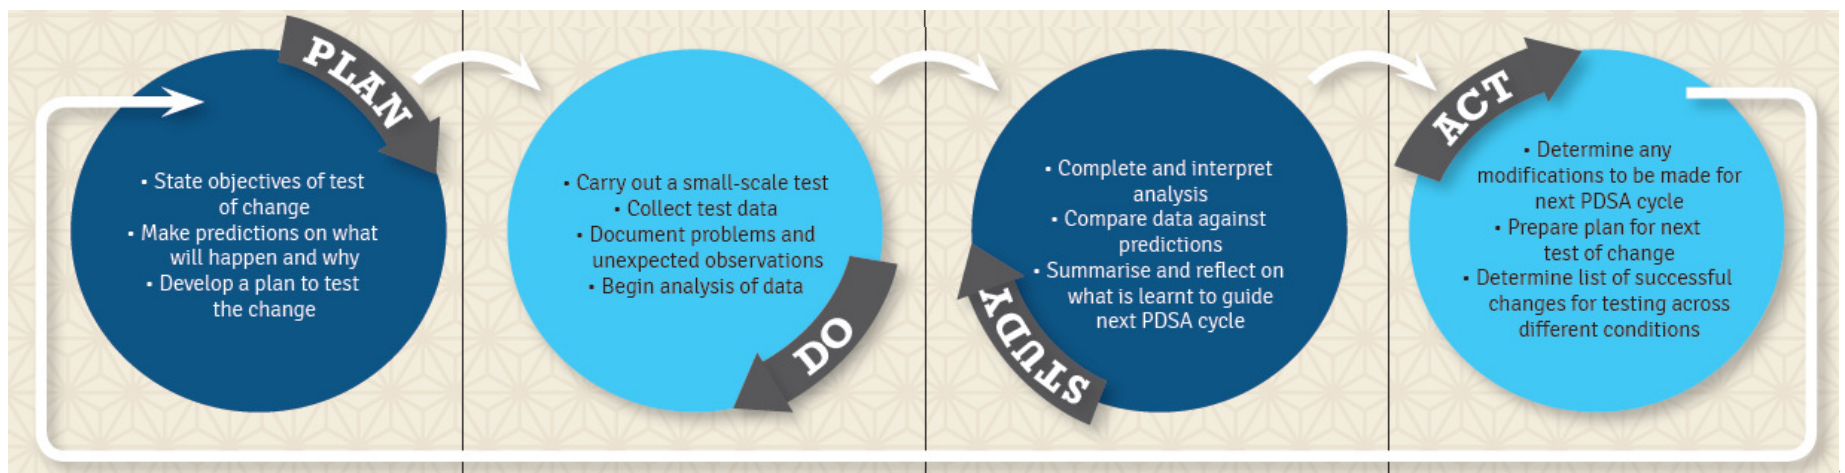 PLAN
• State objectives of test
of change
• Make predictions on what
will happen and why
• Develop a plan to test
the change
• Carry out a small-scale test
• Collect test data
• Document problems and
unexpected observations
• Begin analysis of data
DO
• Complete and interpret
analysis
• Compare data against
predictions
• Summarise and reflect on
what is learnt to guide
next PDSA cycle
STUDY
ACT
• Determine any
modifications to be made for
next PDSA cycle
• Prepare plan for next
test of change
• Determine list of successful
changes for testing across
different conditions